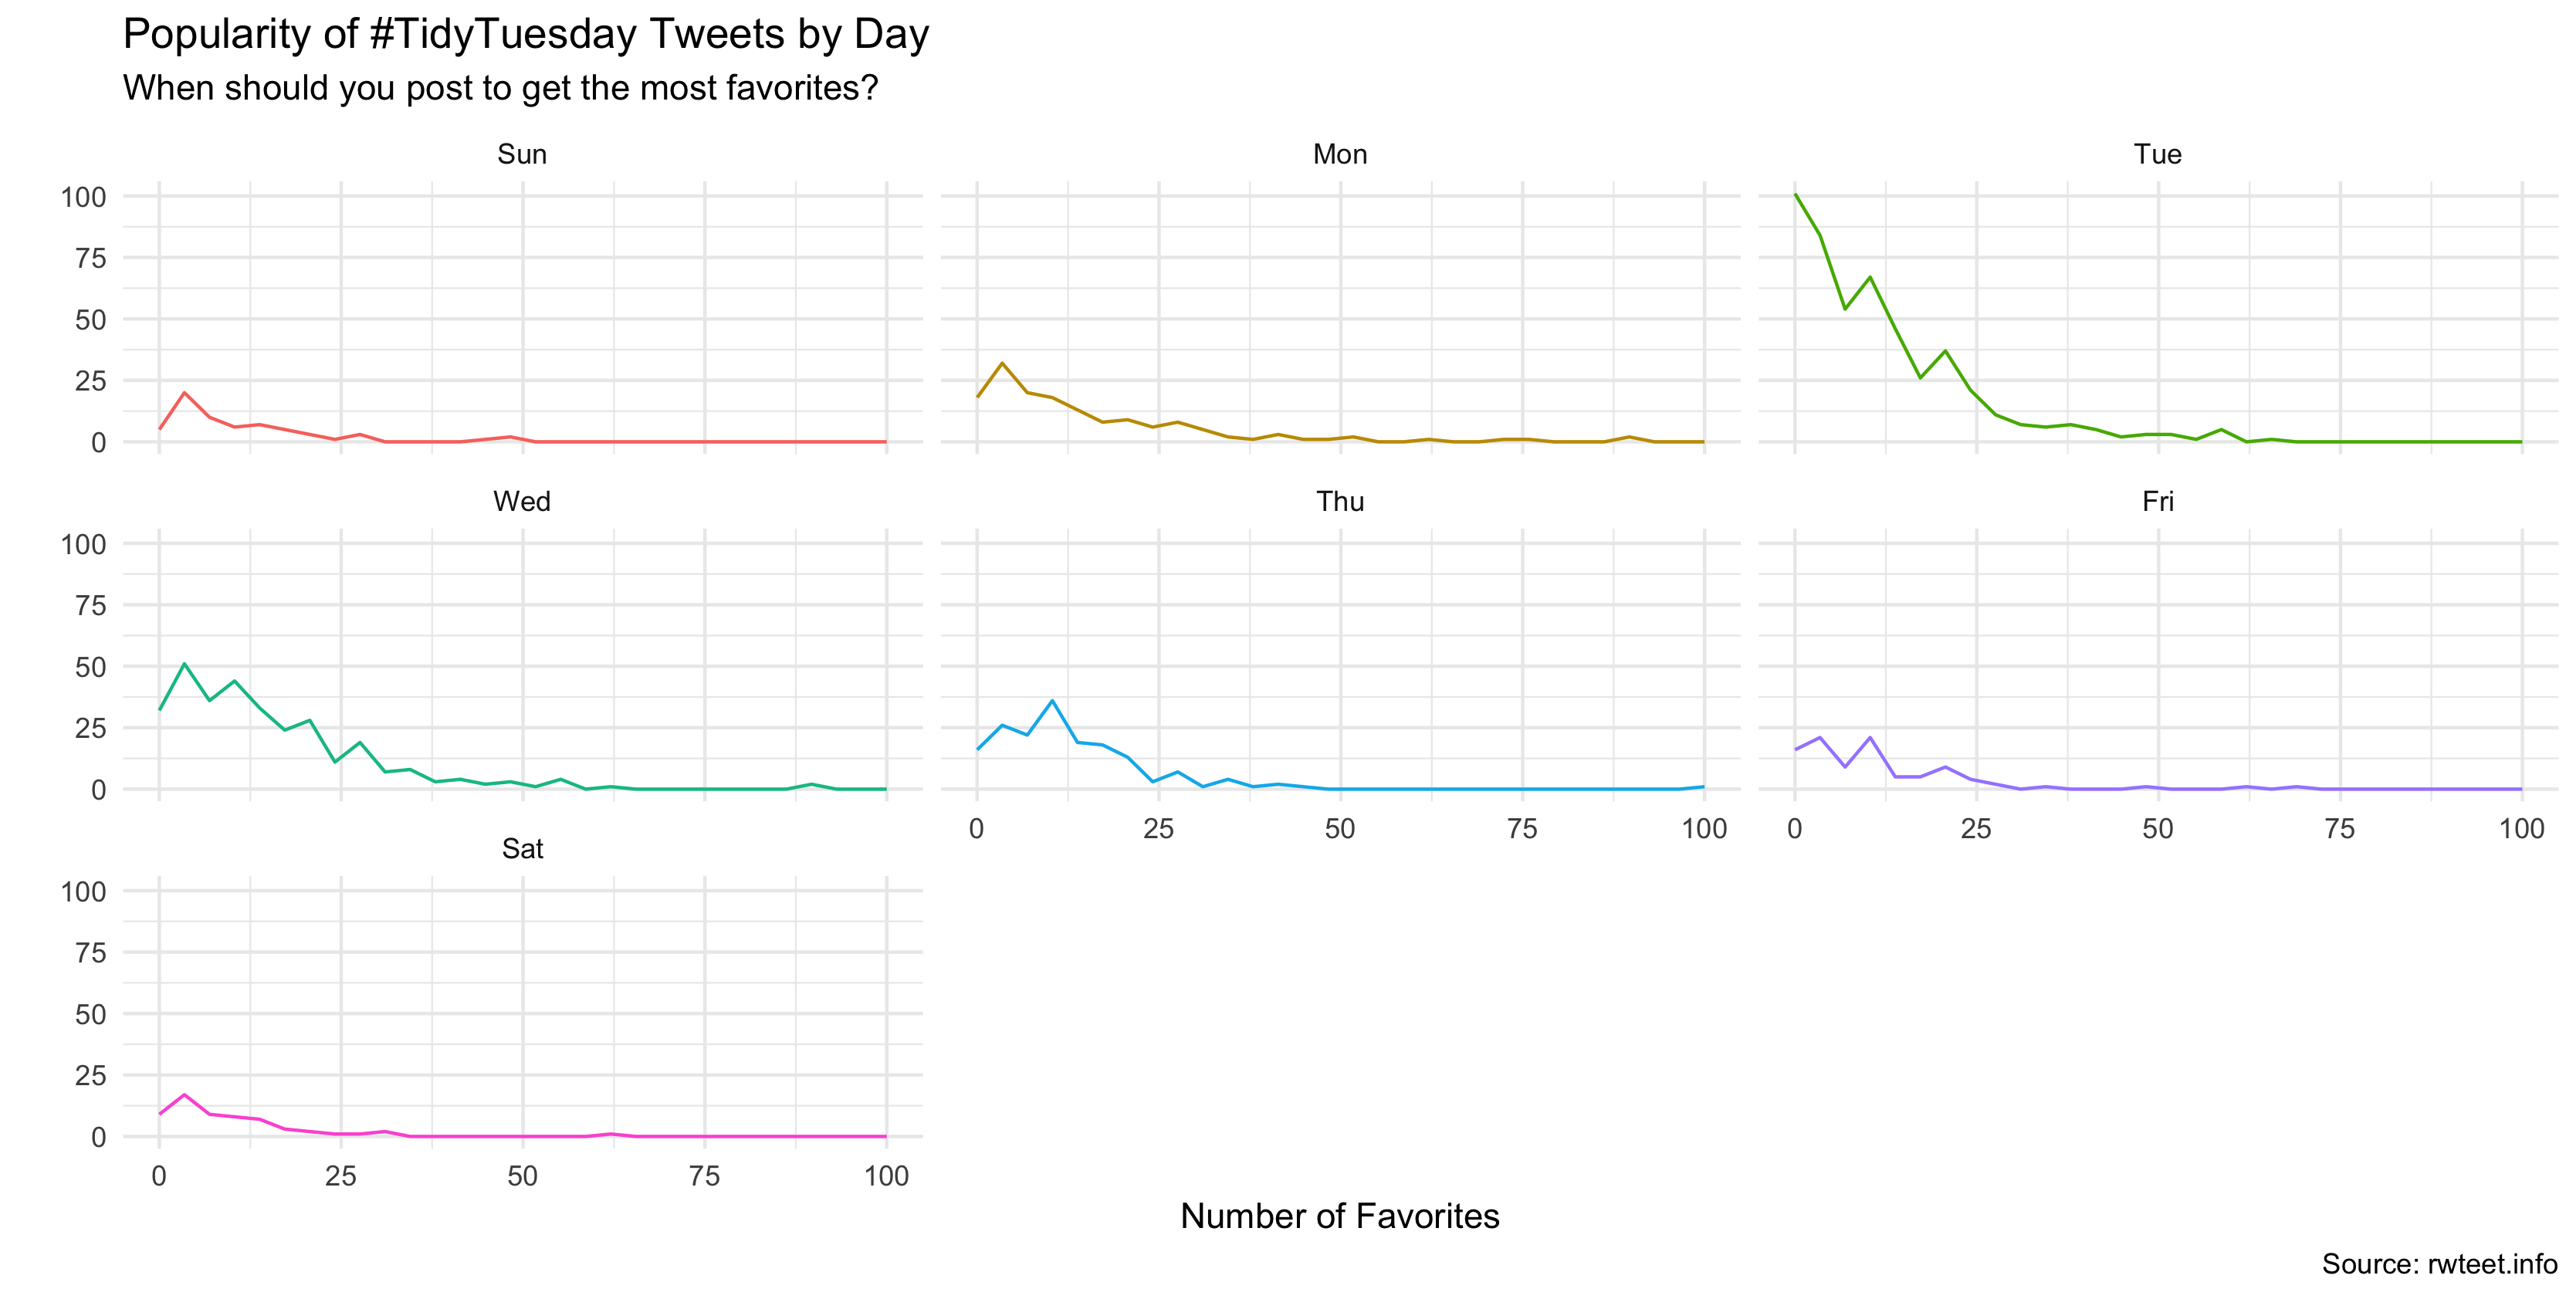 Popularity of #TidyTuesday Tweets by Day
When should you post to get the most favorites?
Sun Mon Tue
100
75
50
25
0
Wed Thu Fri
100
75
50
25
0
0 25 50 75 100 0 25 50 75 100
Sat
100
75
50
25
0
0 25 50 75 100
Number of Favorites
Source: rwteet.info